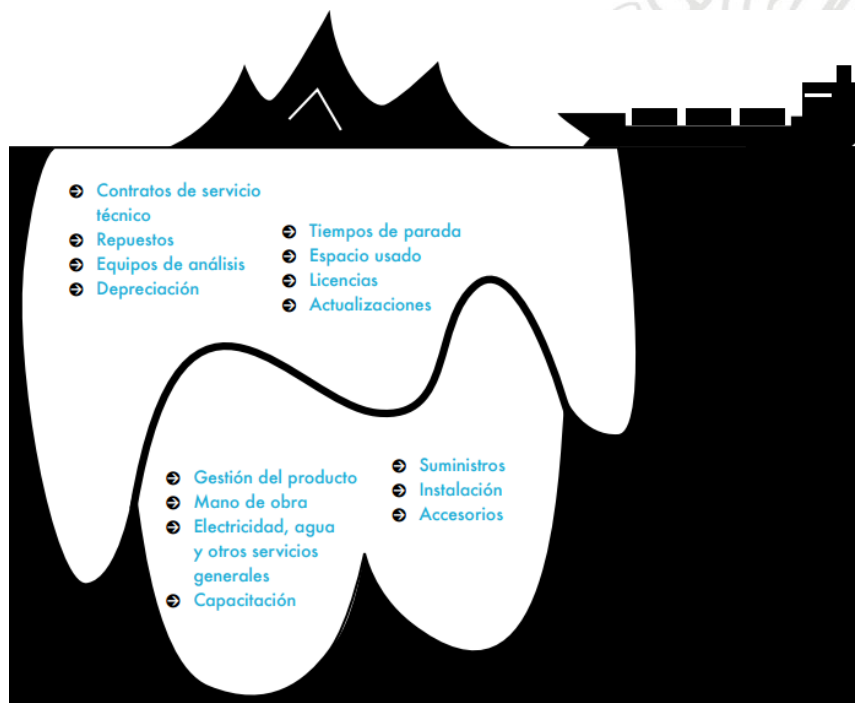 Contratos de servicio
técnico
Repuestos
Equipos de análisis
Depreciación
Tiempos de parada
Espacio usado
Licencias
Actualizaciones
Gestión del producto
Mano de obra
Electricidad, agua
y otros servicios
generales
Capacitación
Suministros
Instalación
Accesorios